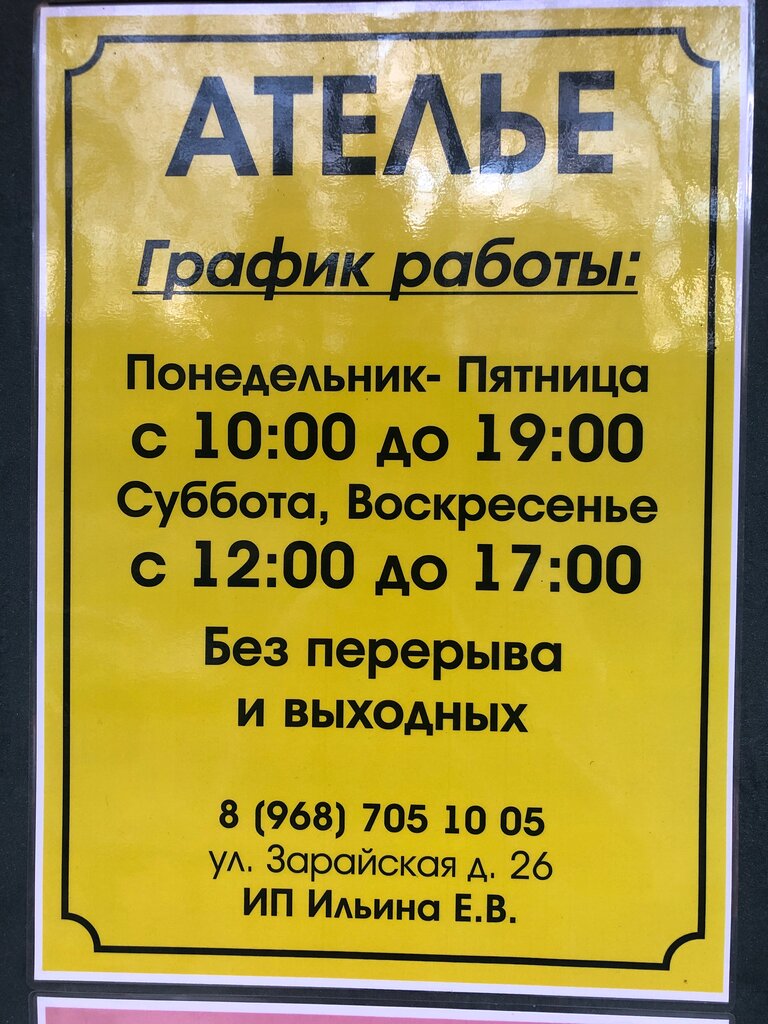 АТЕЛЬЕ
График работы:
Понедельник- Пятница
с 10:00 до 19:00
Суббота, Воскресенье
с 12:00 до 17:00
Без перерыва
и выходных
8 (968) 705 10 05
ул. Зарайская д. 26
ИП Ильина Е.В.